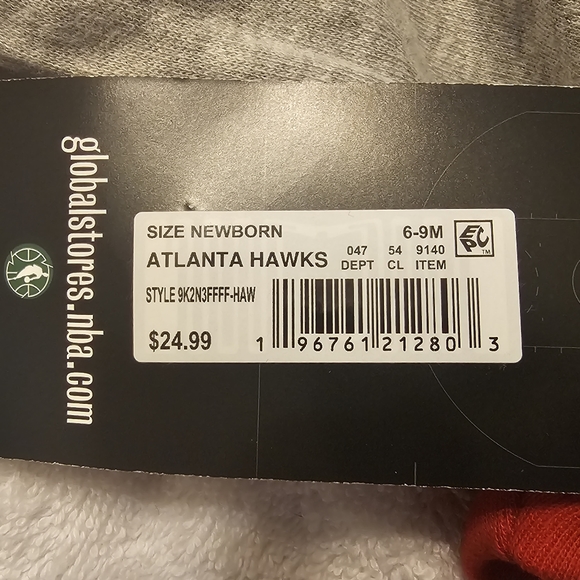 globalstores.nba.com
SIZE NEWBORN 6-9M
ATLANTA HAWKS 047 54 9140
DEPT CL ITEM
STYLE 9K2N3FFFF-HAW
$24.99
1 96761 21280 3
EPC TM